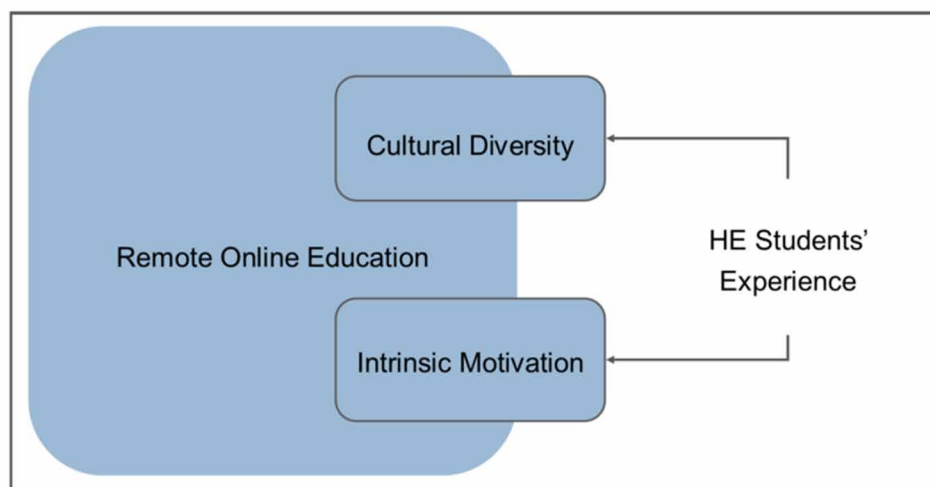 Cultural Diversity
Remote Online Education
HE Students’
Experience
Intrinsic Motivation